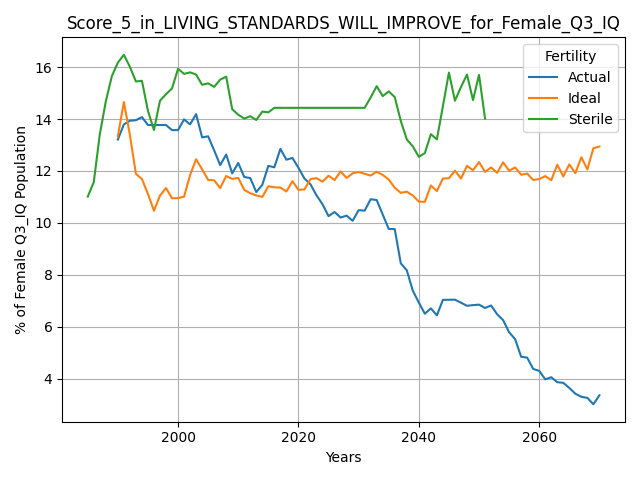 Score_5_in_LIVING_STANDARDS_WILL_IMPROVE_for_Female_Q3_IQ
Fertility
Actual
Ideal
Sterile
% of Female Q3_IQ Population
16
14
12
10
8
6
4
2000
2020
2040
2060
Years